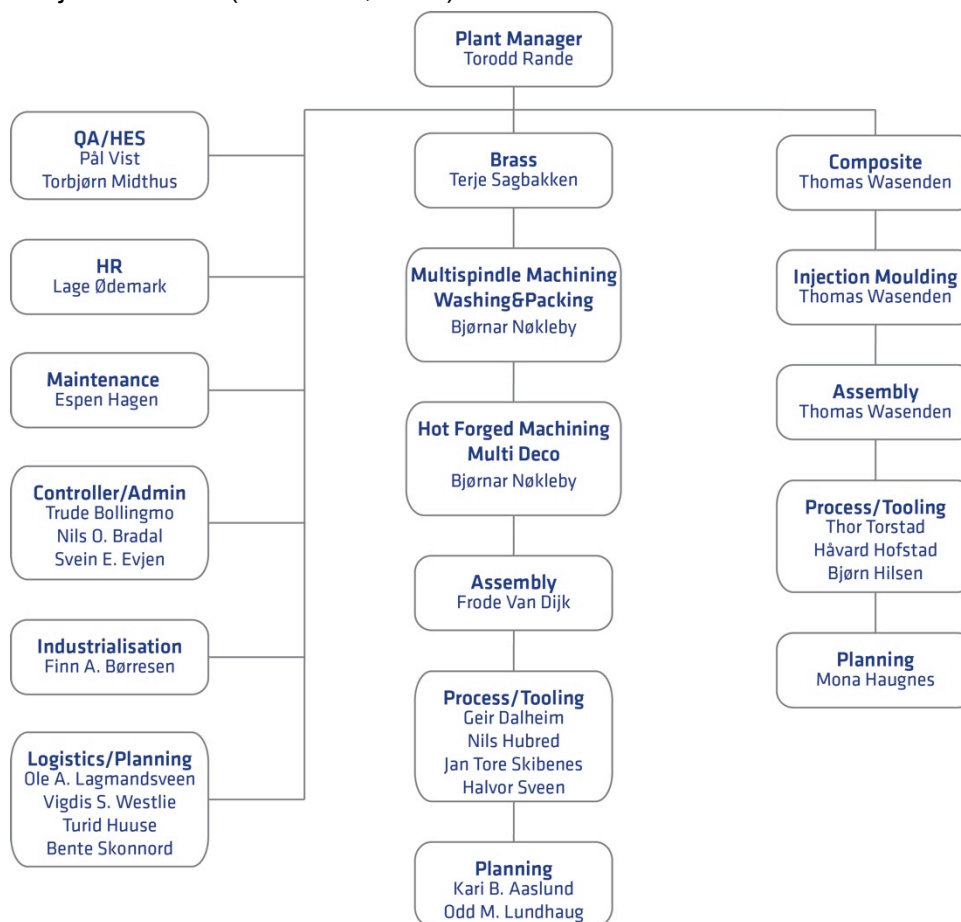 Plant Manager
Torodd Rande
QA/HES
Pål Vist
Torbjørn Midthus
HR
Lage Ødemark
Maintenance
Espen Hagen
Controller/Admin
Trude Bollingmo
Nils O. Bradal
Svein E. Evjen
Industrialisation
Finn A. Børresen
Logistics/Planning
Ole A. Lagmandsveen
Vigdis S. Westlie
Turid Huuse
Bente Skonnord
Brass
Terje Sagbakken
Multispindle Machining
Washing&Packing
Bjørnar Nøkleby
Hot Forged Machining
Multi Deco
Bjørnar Nøkleby
Assembly
Frode Van Dijk
Process/Tooling
Geir Dalheim
Nils Hubred
Jan Tore Skibenes
Halvor Sveen
Planning
Kari B. Aaslund
Odd M. Lundhaug
Composite
Thomas Wasenden
Injection Moulding
Thomas Wasenden
Assembly
Thomas Wasenden
Process/Tooling
Thor Torstad
Håvard Hofstad
Bjørn Hilsen
Planning
Mona Haugnes